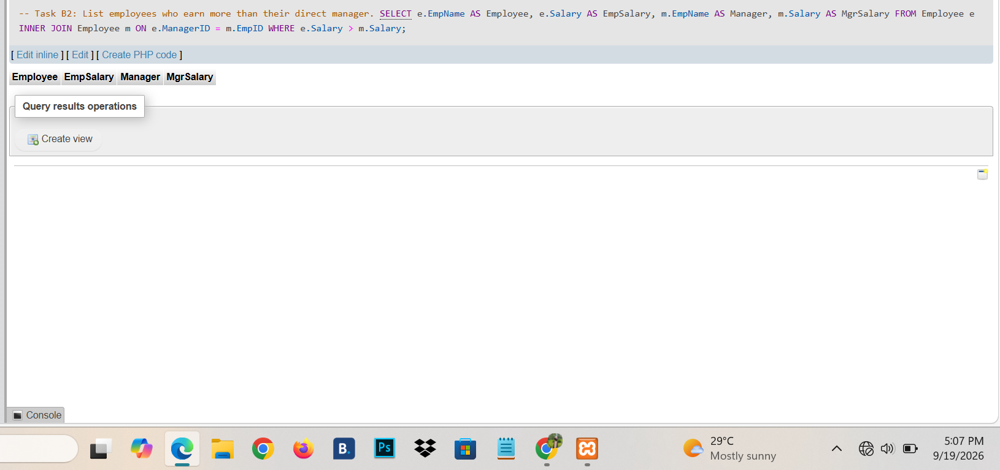 -- Task B2: List employees who earn more than their direct manager. SELECT e.EmpName AS Employee, e.Salary AS EmpSalary, m.EmpName AS Manager, m.Salary AS MgrSalary FROM Employee e
INNER JOIN Employee m ON e.ManagerID = m.EmpID WHERE e.Salary > m.Salary;
[ Edit inline ] [ Edit ] [ Create PHP code ]
Employee EmpSalary Manager MgrSalary
Query results operations
Create view
Console
B.
Ps
29°C
Mostly sunny
5:07 PM
9/19/2026